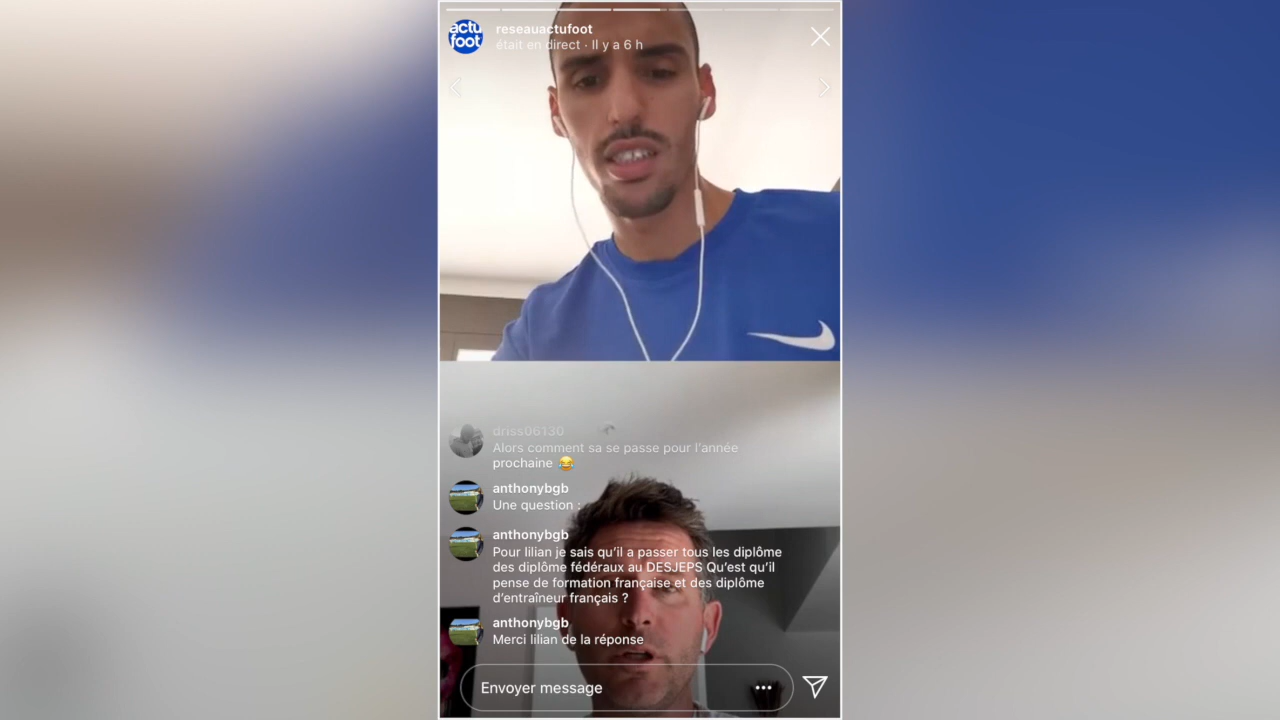 actu
foot
reseauactufoot
était en direct · Il y a 6 h
driss06130
Alors comment sa se passe pour l'année
prochaine 😂
anthonybgb
Une question :
anthonybgb
Pour lilian je sais qu'il a passer tous les diplôme
des diplôme fédéraux au DESJEPS Qu'est qu'il
pense de formation française et des diplôme
d'entraîneur français ?
anthonybgb
Merci lilian de la réponse
Envoyer message